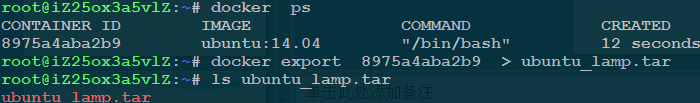 root@iZ25ox3a5vlZ:~# docker  ps
CONTAINER ID        IMAGE               COMMAND             CREATED
8975a4aba2b9        ubuntu:14.04        "/bin/bash"         12 seconds
root@iZ25ox3a5vlZ:~# docker export  8975a4aba2b9  > ubuntu_lamp.tar
root@iZ25ox3a5vlZ:~# ls ubuntu_lamp.tar
ubuntu_lamp.tar
单击此处添加备注